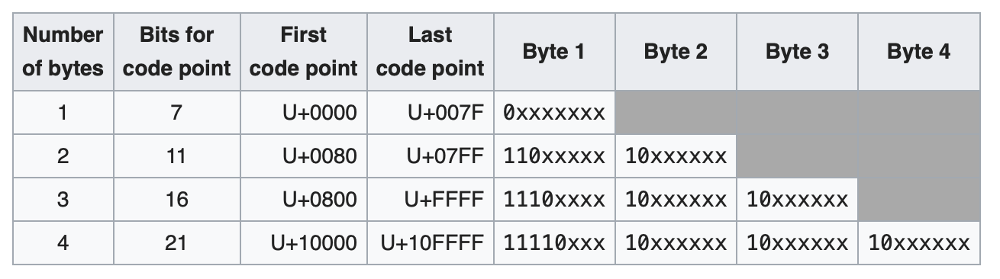 Number of bytes Bits for code point First code point Last code point Byte 1 Byte 2 Byte 3 Byte 4
1 7 U+0000 U+007F 0xxxxxxx
2 11 U+0080 U+07FF 110xxxxx 10xxxxxx
3 16 U+0800 U+FFFF 1110xxxx 10xxxxxx 10xxxxxx
4 21 U+10000 U+10FFFF 11110xxx 10xxxxxx 10xxxxxx 10xxxxxx